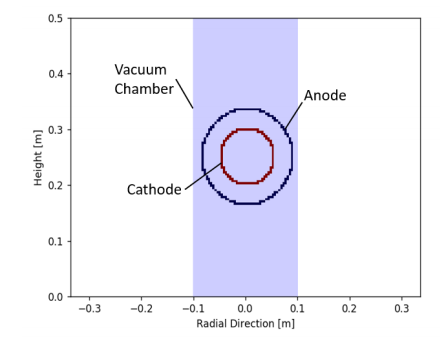 0.5
0.4
0.3
0.2
0.1
0.0
Height [m]
Vacuum
Chamber
Anode
Cathode
−0.3 −0.2 −0.1 0.0 0.1 0.2 0.3
Radial Direction [m]